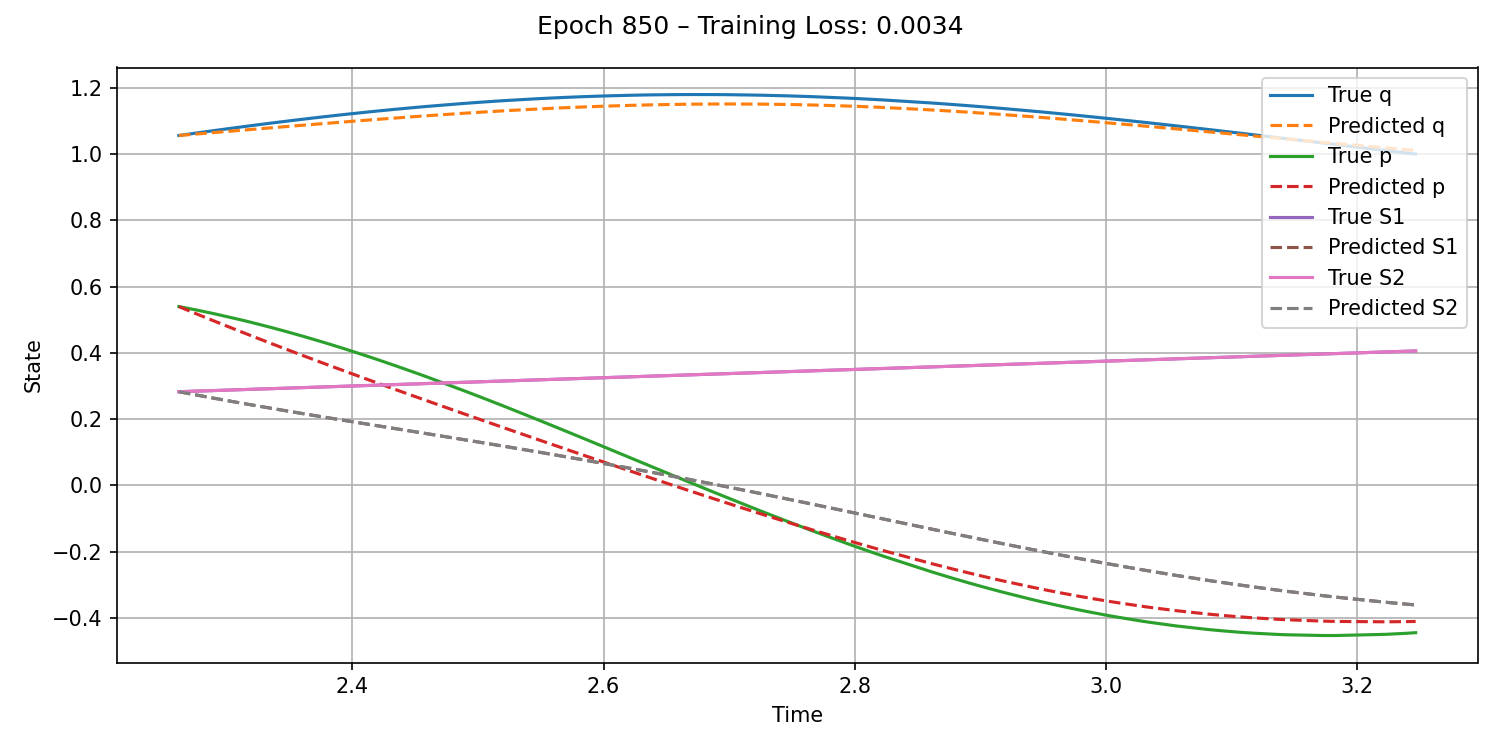 Epoch 850 – Training Loss: 0.0034
1.2
1.0
0.8
0.6
0.4
0.2
0.0
−0.2
−0.4
State
True q
Predicted q
True p
Predicted p
True S1
Predicted S1
True S2
Predicted S2
2.4
2.6
2.8
3.0
3.2
Time